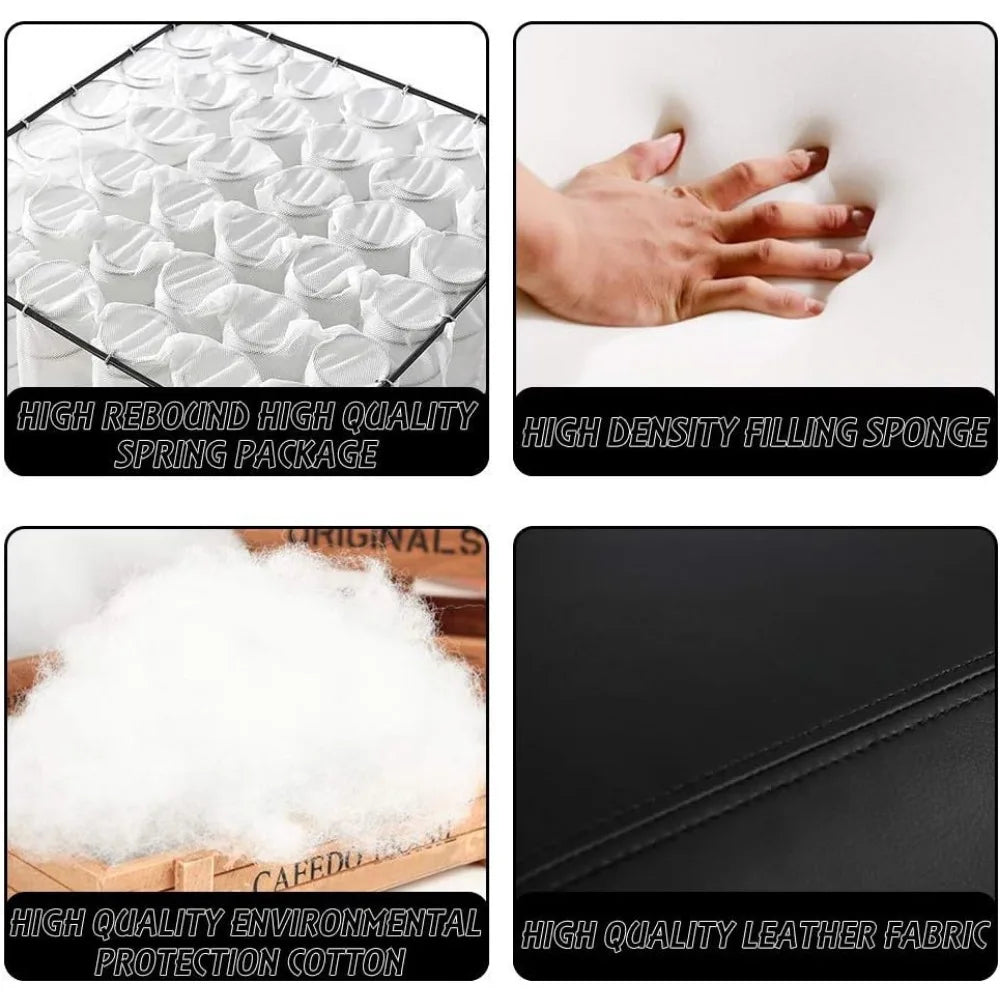 HIGH REBOUND HIGH QUALITY
SPRING PACKAGE
HIGH DENSITY FILLING SPONGE
ORIGINALS
CAFEDO
HIGH QUALITY ENVIRONMENTAL
PROTECTION COTTON
HIGH QUALITY LEATHER FABRIC